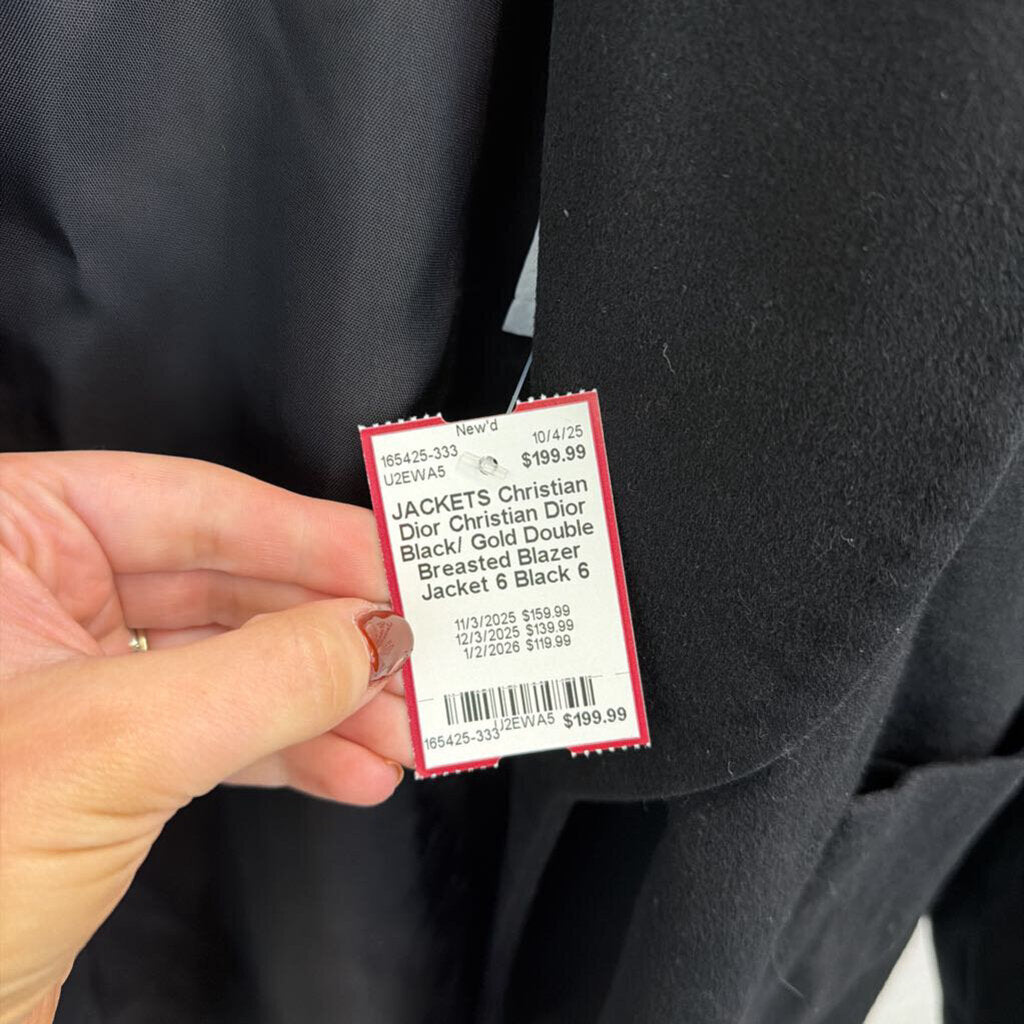 New'd
165425-333 10/4/25
U2EWA5 $199.99
JACKETS Christian
Dior Christian Dior
Black/ Gold Double
Breasted Blazer
Jacket 6 Black 6
11/3/2025 $159.99
12/3/2025 $139.99
1/2/2026 $119.99
165425-333 U2EWA5 $199.99